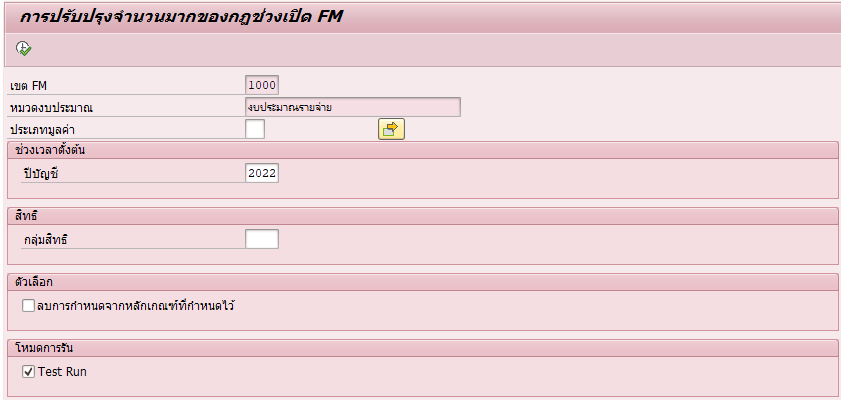 การปรับปรุงจำนวนมากของกฎช่วงเปิด FM
เขต FM 1000
หมวดงบประมาณ งบประมาณรายจ่าย
ประเภทมูลค่า
ช่วงเวลาตั้งต้น
ปีบัญชี 2022
สิทธิ
กลุ่มสิทธิ
ตัวเลือก
ลบการกำหนดจากหลักเกณฑ์ที่กำหนดไว้
โหมดการรัน
Test Run